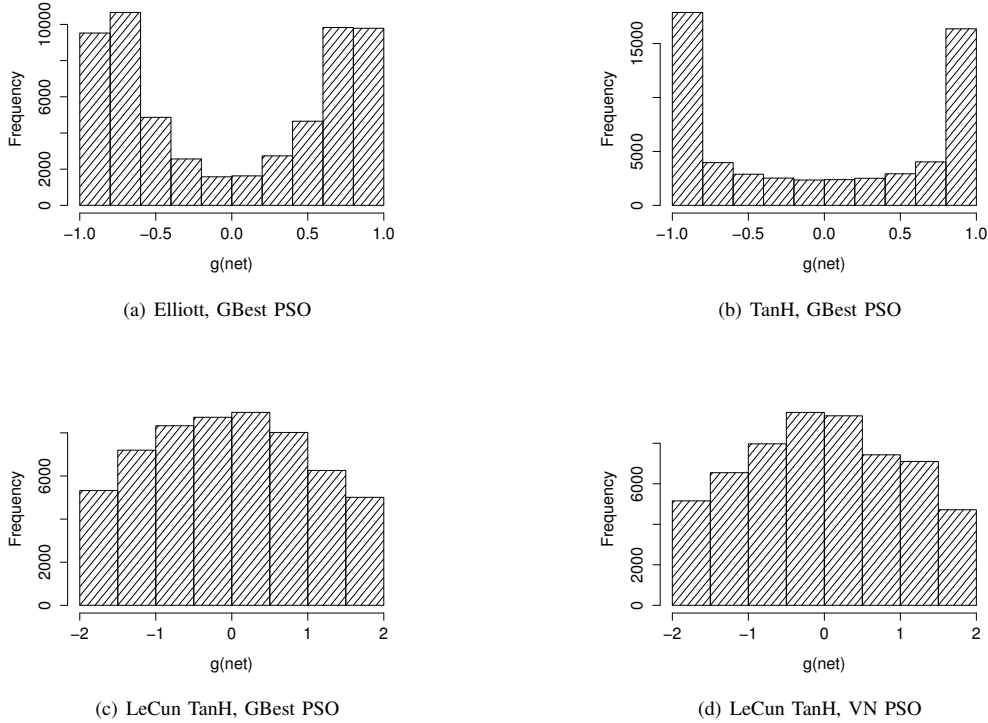 Frequency
10000
6000
2000
0
−1.0 −0.5 0.0 0.5 1.0
g(net)
(a) Elliott, GBest PSO
Frequency
15000
5000
0
−1.0 −0.5 0.0 0.5 1.0
g(net)
(b) TanH, GBest PSO
Frequency
6000
2000
0
−2 −1 0 1 2
g(net)
(c) LeCun TanH, GBest PSO
Frequency
6000
2000
0
−2 −1 0 1 2
g(net)
(d) LeCun TanH, VN PSO